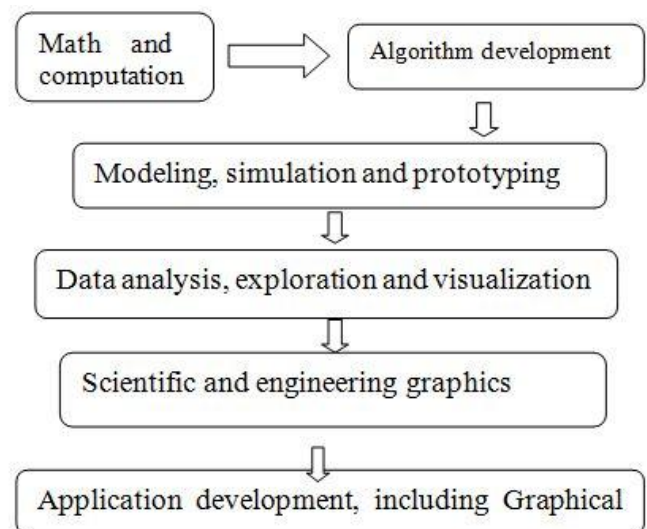 Math and
computation
Algorithm development
Modeling, simulation and prototyping
Data analysis, exploration and visualization
Scientific and engineering graphics
Application development, including Graphical